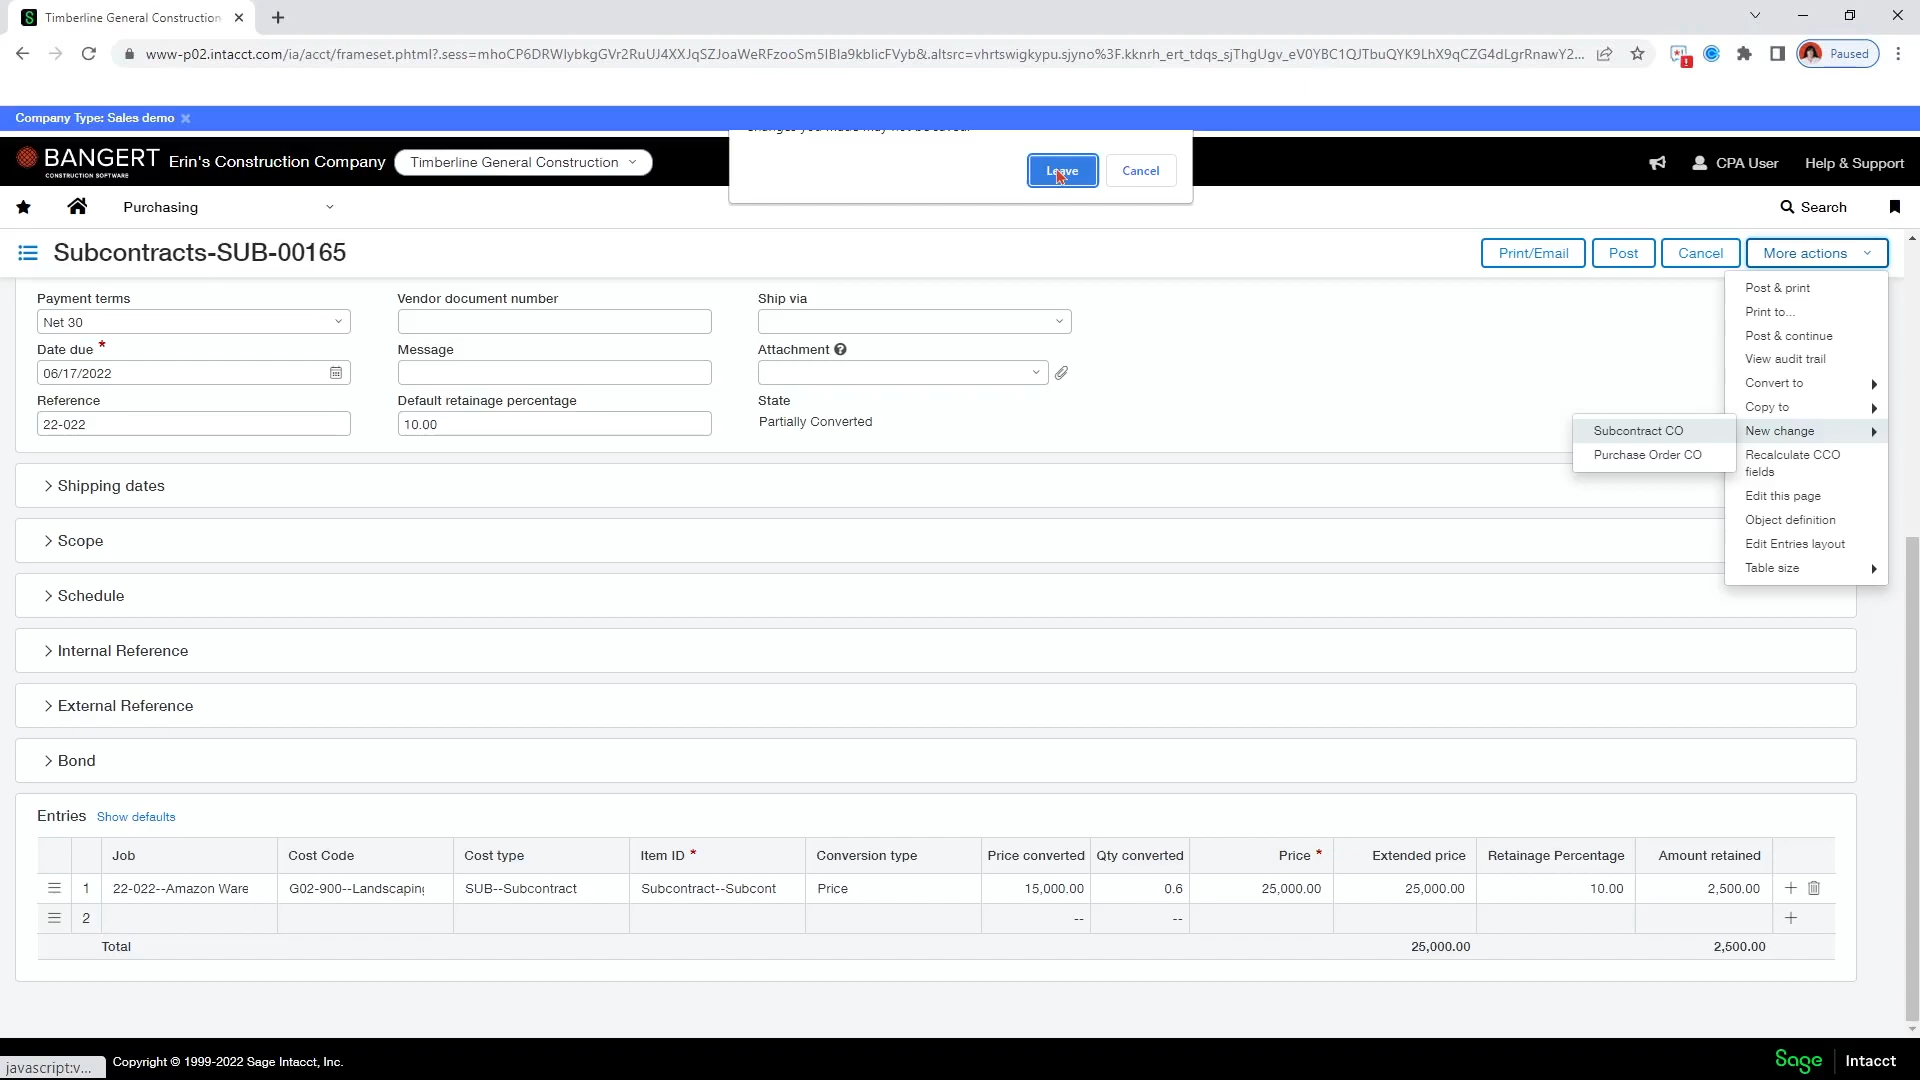 Timberline General Construction
www-p02.intacct.com/ia/acct/frameset.phtml?.sess=mhoCP6DRWIybkgGVr2RuUJ4XXJqSZJoaWeRFzooSm5IBIa9kbIicFVyb&.altsrc=vhrtswigkypu.sjyno%3F.kknrh_ert_tdqs_sjThgUgv_eV0YBC1QJTbuQYK9LhX9qCZG4dLgrRnawY2...
Paused
Company Type: Sales demo
changes you made may not be saved.
BANGERT
CONSTRUCTION SOFTWARE
Erin's Construction Company
Timberline General Construction
Leave
Cancel
CPA User
Help & Support
Purchasing
Search
Subcontracts-SUB-00165
Print/Email
Post
Cancel
More actions
Payment terms
Net 30
Vendor document number
Ship via
Date due *
06/17/2022
Message
Attachment
Reference
22-022
Default retainage percentage
10.00
State
Partially Converted
Post & print
Print to...
Post & continue
View audit trail
Convert to
Copy to
New change
Subcontract CO
Purchase Order CO
Recalculate CCO
fields
Edit this page
Object definition
Edit Entries layout
Table size
Shipping dates
Scope
Schedule
Internal Reference
External Reference
Bond
Entries Show defaults
Job Cost Code Cost type Item ID * Conversion type Price converted Qty converted Price * Extended price Retainage Percentage Amount retained
1 22-022--Amazon Ware G02-900--Landscaping SUB--Subcontract Subcontract--Subcont Price 15,000.00 0.6 25,000.00 25,000.00 10.00 2,500.00
2 -- --
Total 25,000.00 2,500.00
javascript:v...
Copyright © 1999-2022 Sage Intacct, Inc.
Sage Intacct